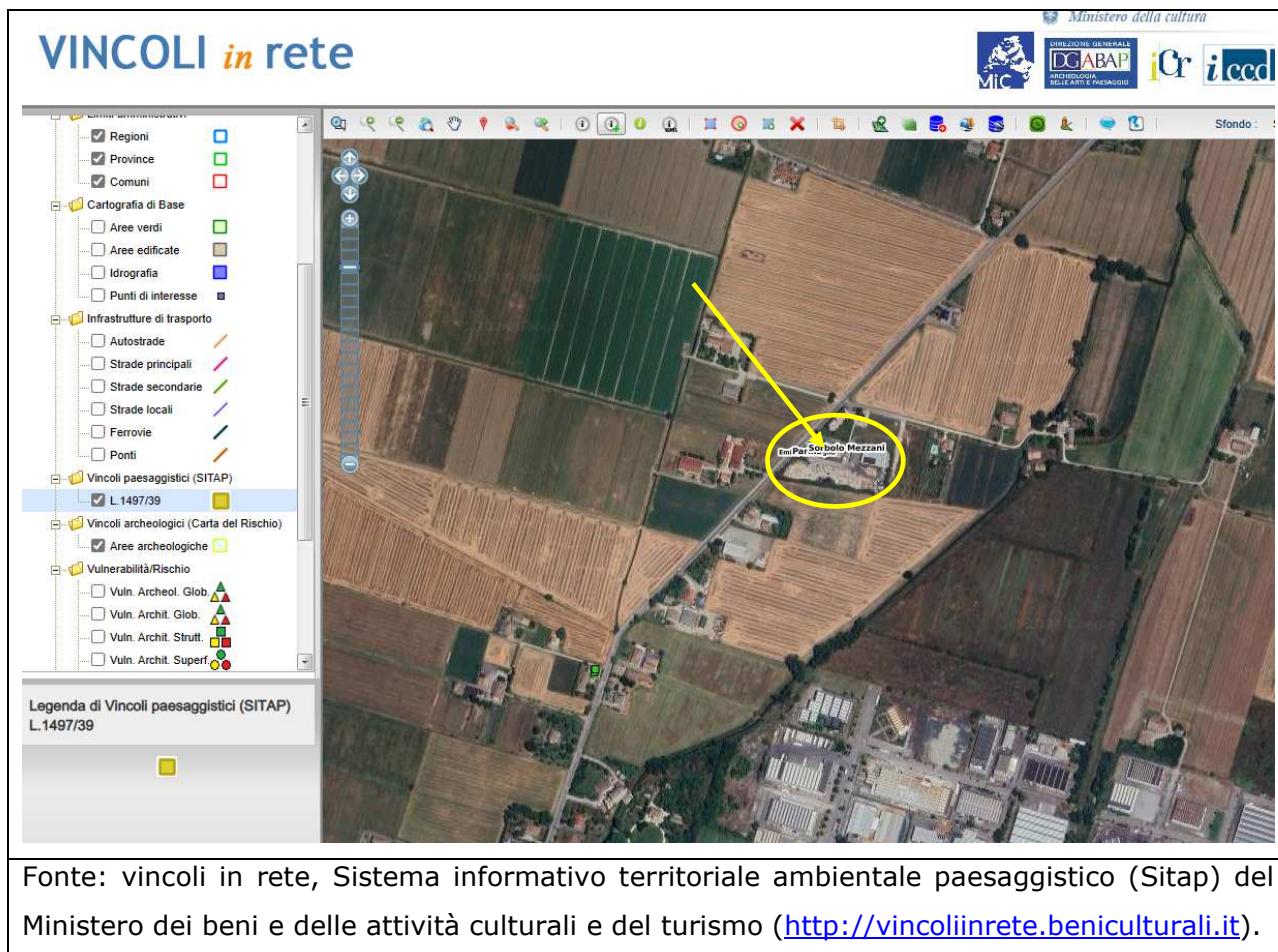 Ministero della cultura
VINCOLI in rete
MiC
DIREZIONE GENERALE
DGABAP
ARCHEOLOGIA
BELLE ARTI E PAESAGGIO
iCr
iccd
Limiti amministrativi
Regioni
Province
Comuni
Cartografia di Base
Aree verdi
Aree edificate
Idrografia
Punti di interesse
Infrastrutture di trasporto
Autostrade
Strade principali
Strade secondarie
Strade locali
Ferrovie
Ponti
Vincoli paesaggistici (SITAP)
L.1497/39
Vincoli archeologici (Carta del Rischio)
Aree archeologiche
Vulnerabilità/Rischio
Vuln. Archeol. Glob.
Vuln. Archit. Glob.
Vuln. Archit. Strutt.
Vuln. Archit. Superf.
Legenda di Vincoli paesaggistici (SITAP)
L.1497/39
Sfondo :
Sorbolo Mezzani
Fonte: vincoli in rete, Sistema informativo territoriale ambientale paesaggistico (Sitap) del
Ministero dei beni e delle attività culturali e del turismo (http://vincoliinrete.beniculturali.it).